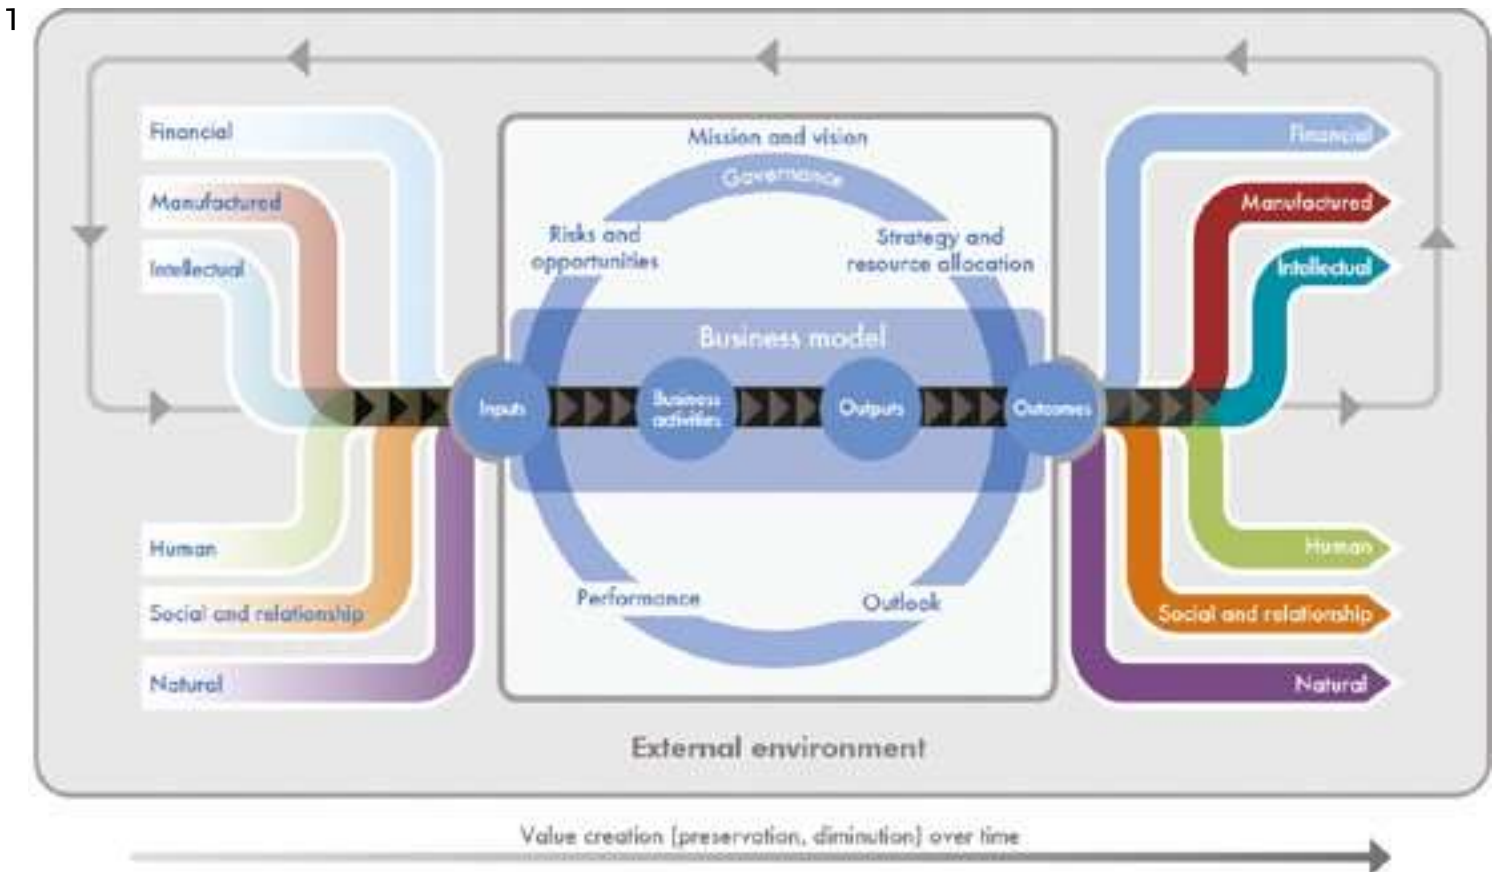 1
Financial
Manufactured
Intellectual
Human
Social and relationship
Natural
Mission and vision
Governance
Risks and
opportunities
Strategy and
resource allocation
Business model
Inputs
Business
activities
Outputs
Outcomes
Performance
Outlook
Financial
Manufactured
Intellectual
Human
Social and relationship
Natural
External environment
Value creation (preservation, diminution) over time